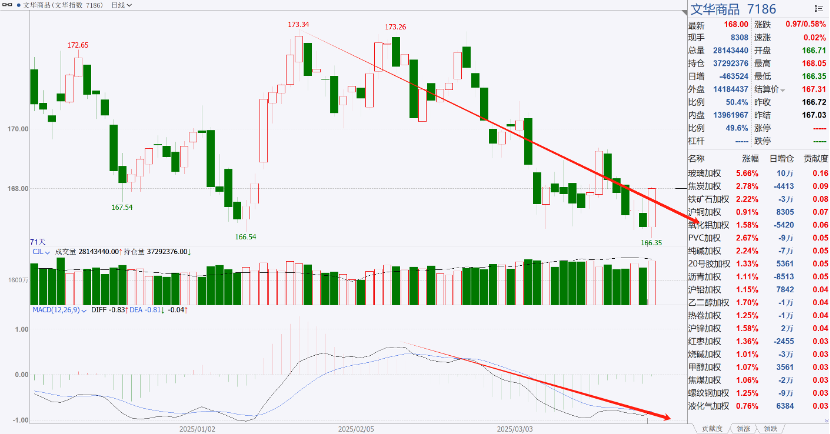 文华商品(文华指数 7186) 日线
172.65
173.34
173.26
170.00
168.00
167.54
166.54
166.35
71天
CJL 成交量 28143440.00↑持仓量 37292376.00↓
1800万
MACD(12,26,9) DIFF -0.83↑DEA -0.81↓ -0.04↑
1.00
0.00
-1.00
2025/01/02
2025/02/05
2025/03/03
文华商品 7186
最新 168.00 涨跌 0.97/0.58%
现手 8308 速涨 0.02%
总量 28143440 开盘 166.71
持仓 37292376 最高 168.05
日增 -463524 最低 166.35
外盘 14184437 结算价 167.31
比例 50.4% 昨收 166.72
内盘 13961967 昨结 167.03
比例 49.6% 涨停 -----
杠杆 ----- 跌停 -----
名称 涨幅 日增仓 贡献度
玻璃加权 5.66% 10万 0.16
焦炭加权 2.78% -4413 0.09
铁矿石加权 2.22% -3万 0.08
沪铜加权 0.91% 8305 0.07
氧化铝加权 1.58% -5420 0.06
PVC加权 2.67% -9万 0.05
纯碱加权 2.24% -7万 0.05
20号胶加权 1.33% 5361 0.05
沥青加权 1.11% -8513 0.05
沪铝加权 1.15% 7842 0.04
乙二醇加权 1.70% -1万 0.04
热卷加权 1.25% -1万 0.04
沪锌加权 1.58% 2万 0.04
红枣加权 1.36% -2455 0.03
烧碱加权 1.01% -3万 0.03
甲醇加权 1.07% 3561 0.03
焦煤加权 1.06% -2万 0.03
螺纹钢加权 1.25% -9万 0.03
液化气加权 0.76% 6384 0.03
贡献度 领涨 领跌